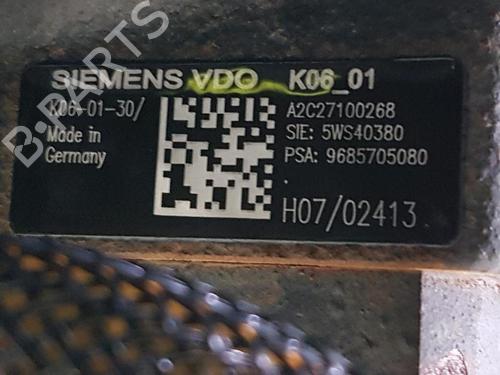 B-PARTS
SIEMENS VDO K06_01
K06-01-30/
Made in
Germany
A2C27100268
SIE: 5WS40380
PSA: 9685705080
.
H07/02413